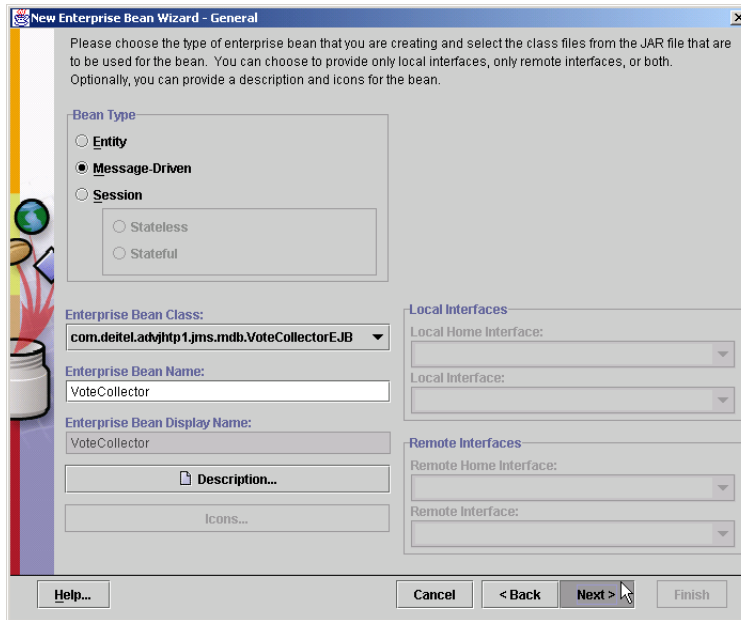 New Enterprise Bean Wizard - General
Please choose the type of enterprise bean that you are creating and select the class files from the JAR file that are
to be used for the bean. You can choose to provide only local interfaces, only remote interfaces, or both.
Optionally, you can provide a description and icons for the bean.
Bean Type
Entity
Message-Driven
Session
Stateless
Stateful
Enterprise Bean Class:
com.deitel.advjhtp1.jms.mdb.VoteCollectorEJB
Enterprise Bean Name:
VoteCollector
Enterprise Bean Display Name:
VoteCollector
Description...
Icons...
Local Interfaces
Local Home Interface:
Local Interface:
Remote Interfaces
Remote Home Interface:
Remote Interface:
Help...
Cancel
< Back
Next >
Finish